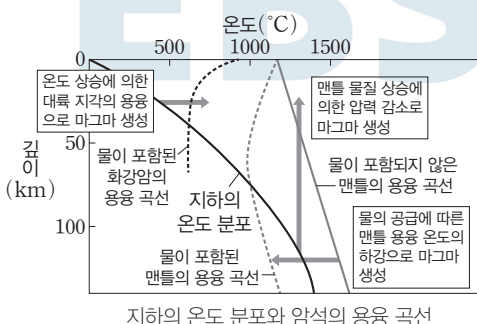 EBS
온도(℃)
0
500
1000
1500
온도 상승에 의한
대륙 지각의 용융
으로 마그마 생성
맨틀 물질 상승에
의한 압력 감소로
마그마 생성
깊이
(km)
50
100
물이 포함된
화강암의
용융 곡선
지하의
온도 분포
물이 포함되지 않은
맨틀의 용융 곡선
물의 공급에 따른
맨틀 용융 온도의
하강으로 마그마
생성
물이 포함된
맨틀의 용융 곡선
지하의 온도 분포와 암석의 용융 곡선